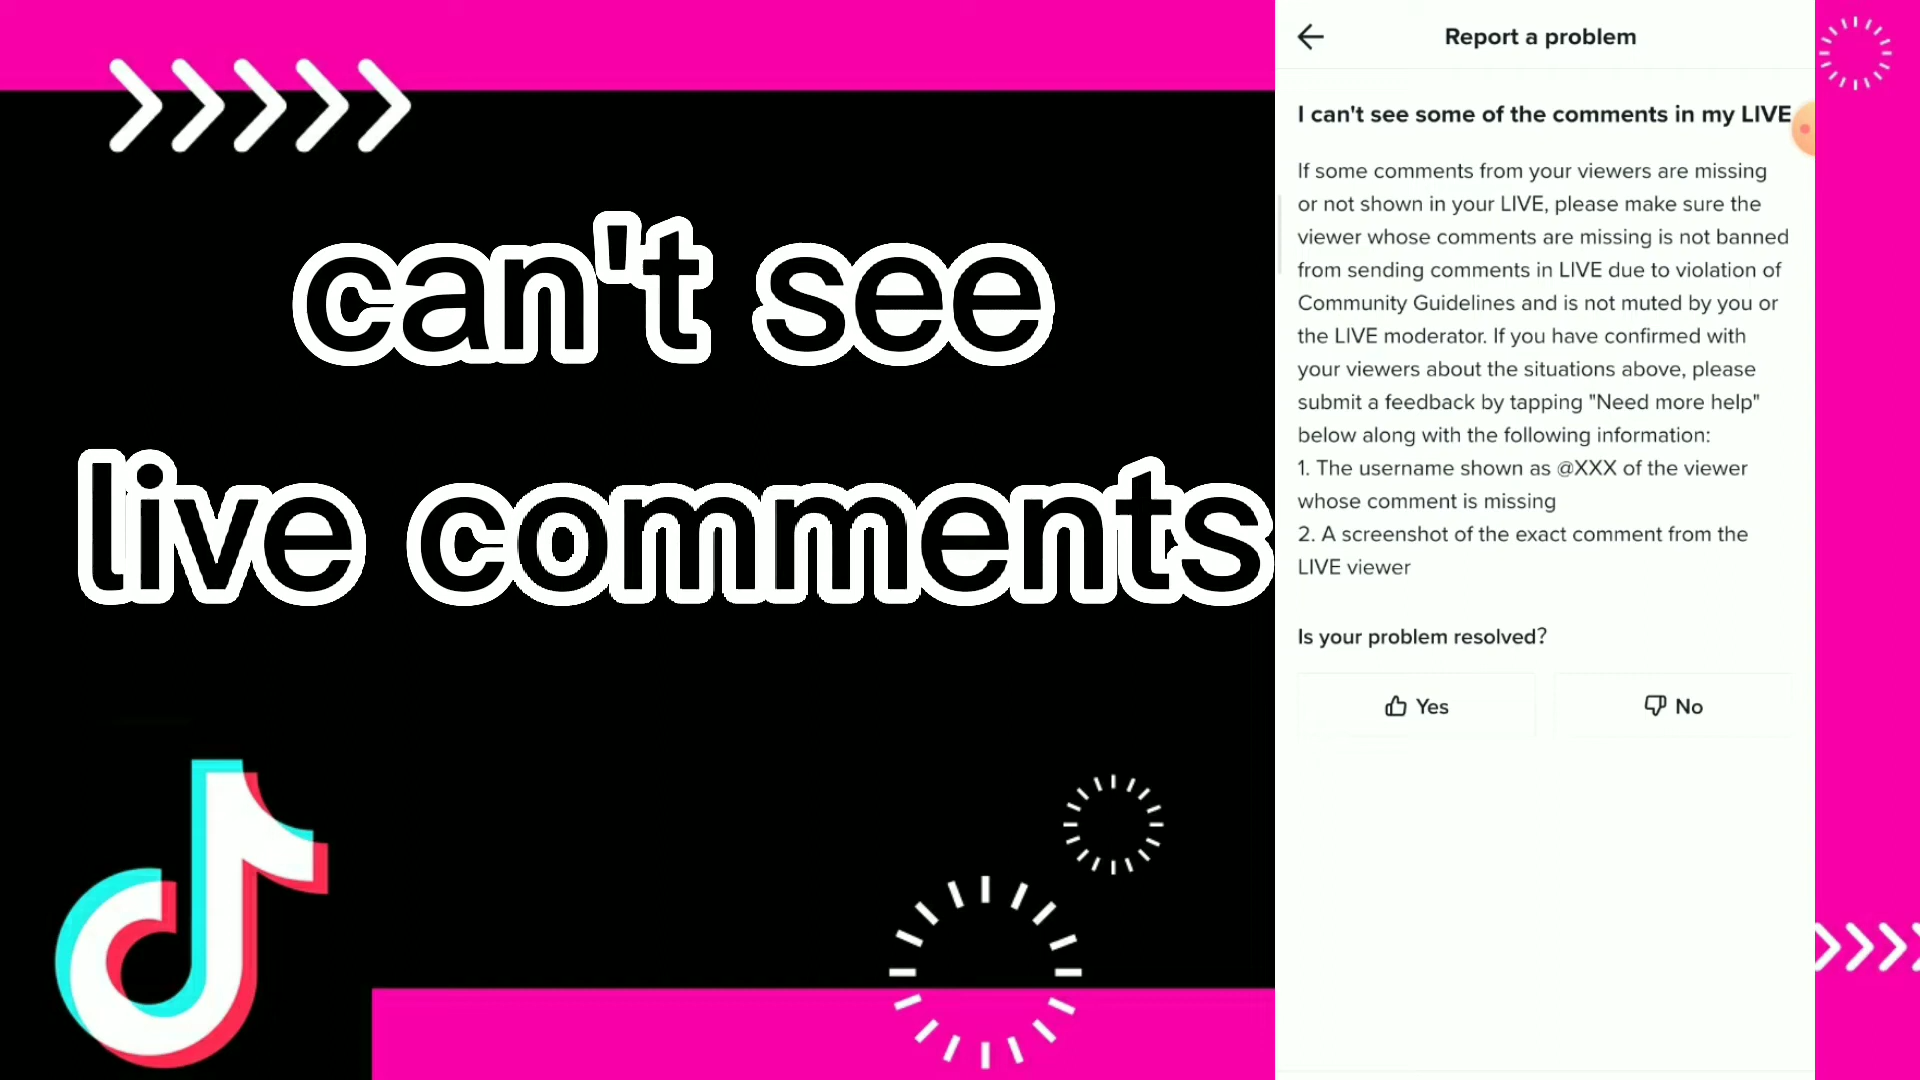 can't see
live comments
Report a problem
I can't see some of the comments in my LIVE
If some comments from your viewers are missing
or not shown in your LIVE, please make sure the
viewer whose comments are missing is not banned
from sending comments in LIVE due to violation of
Community Guidelines and is not muted by you or
the LIVE moderator. If you have confirmed with
your viewers about the situations above, please
submit a feedback by tapping "Need more help"
below along with the following information:
1. The username shown as @XXX of the viewer
whose comment is missing
2. A screenshot of the exact comment from the
LIVE viewer
Is your problem resolved?
Yes
No